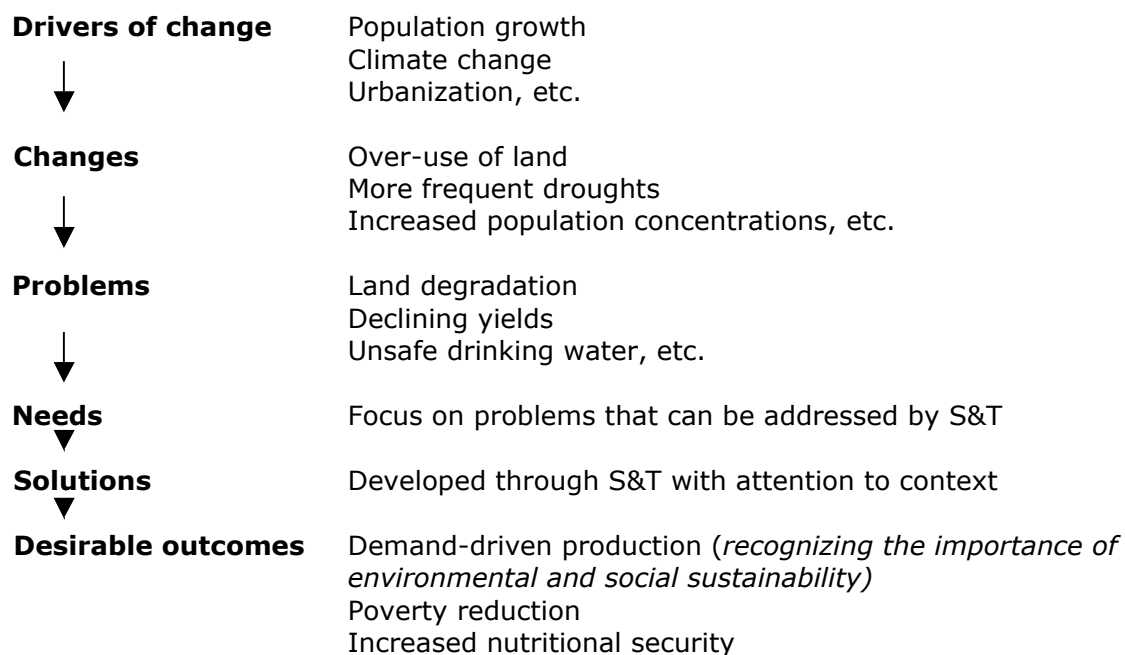 Drivers of change Population growth
Climate change
Urbanization, etc.
Changes Over-use of land
More frequent droughts
Increased population concentrations, etc.
Problems Land degradation
Declining yields
Unsafe drinking water, etc.
Needs Focus on problems that can be addressed by S&T
Solutions Developed through S&T with attention to context
Desirable outcomes Demand-driven production (recognizing the importance of
environmental and social sustainability)
Poverty reduction
Increased nutritional security